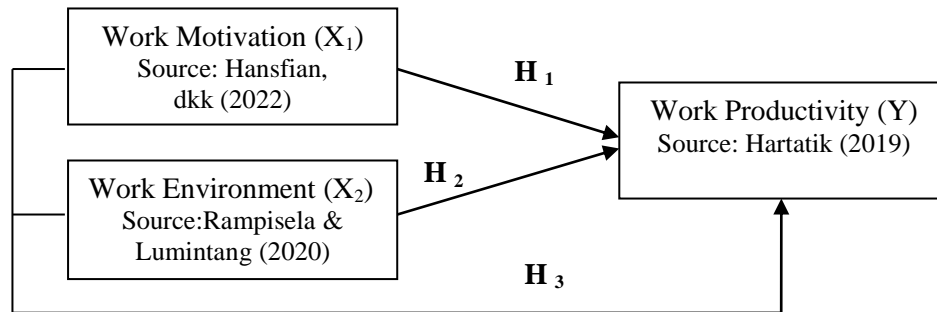 Work Motivation (X₁)
Source: Hansfian,
dkk (2022)
H 1
Work Productivity (Y)
Source: Hartatik (2019)
Work Environment (X₂)
Source:Rampisela &
Lumintang (2020)
H 2
H 3